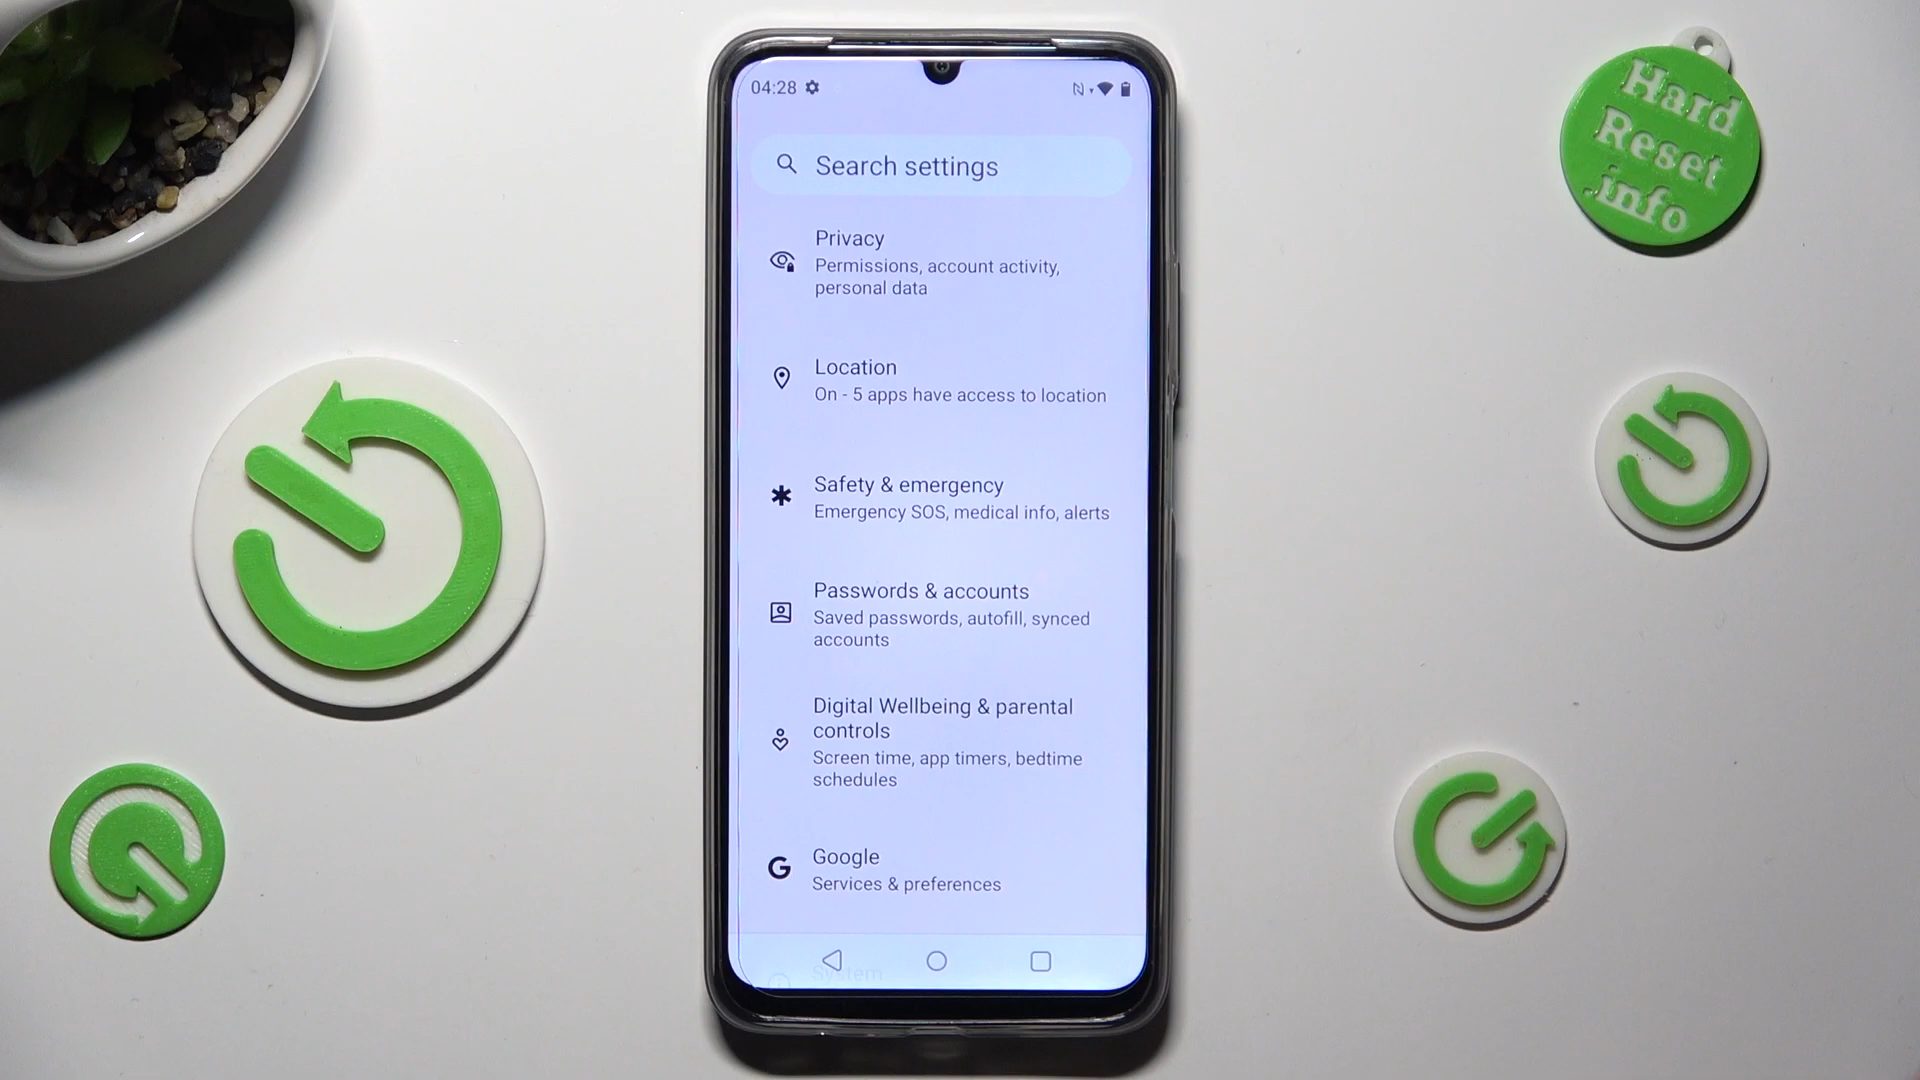 04:28
Search settings
Privacy
Permissions, account activity,
personal data
Location
On - 5 apps have access to location
Safety & emergency
Emergency SOS, medical info, alerts
Passwords & accounts
Saved passwords, autofill, synced
accounts
Digital Wellbeing & parental
controls
Screen time, app timers, bedtime
schedules
Google
Services & preferences
System
Hard
Reset
.info